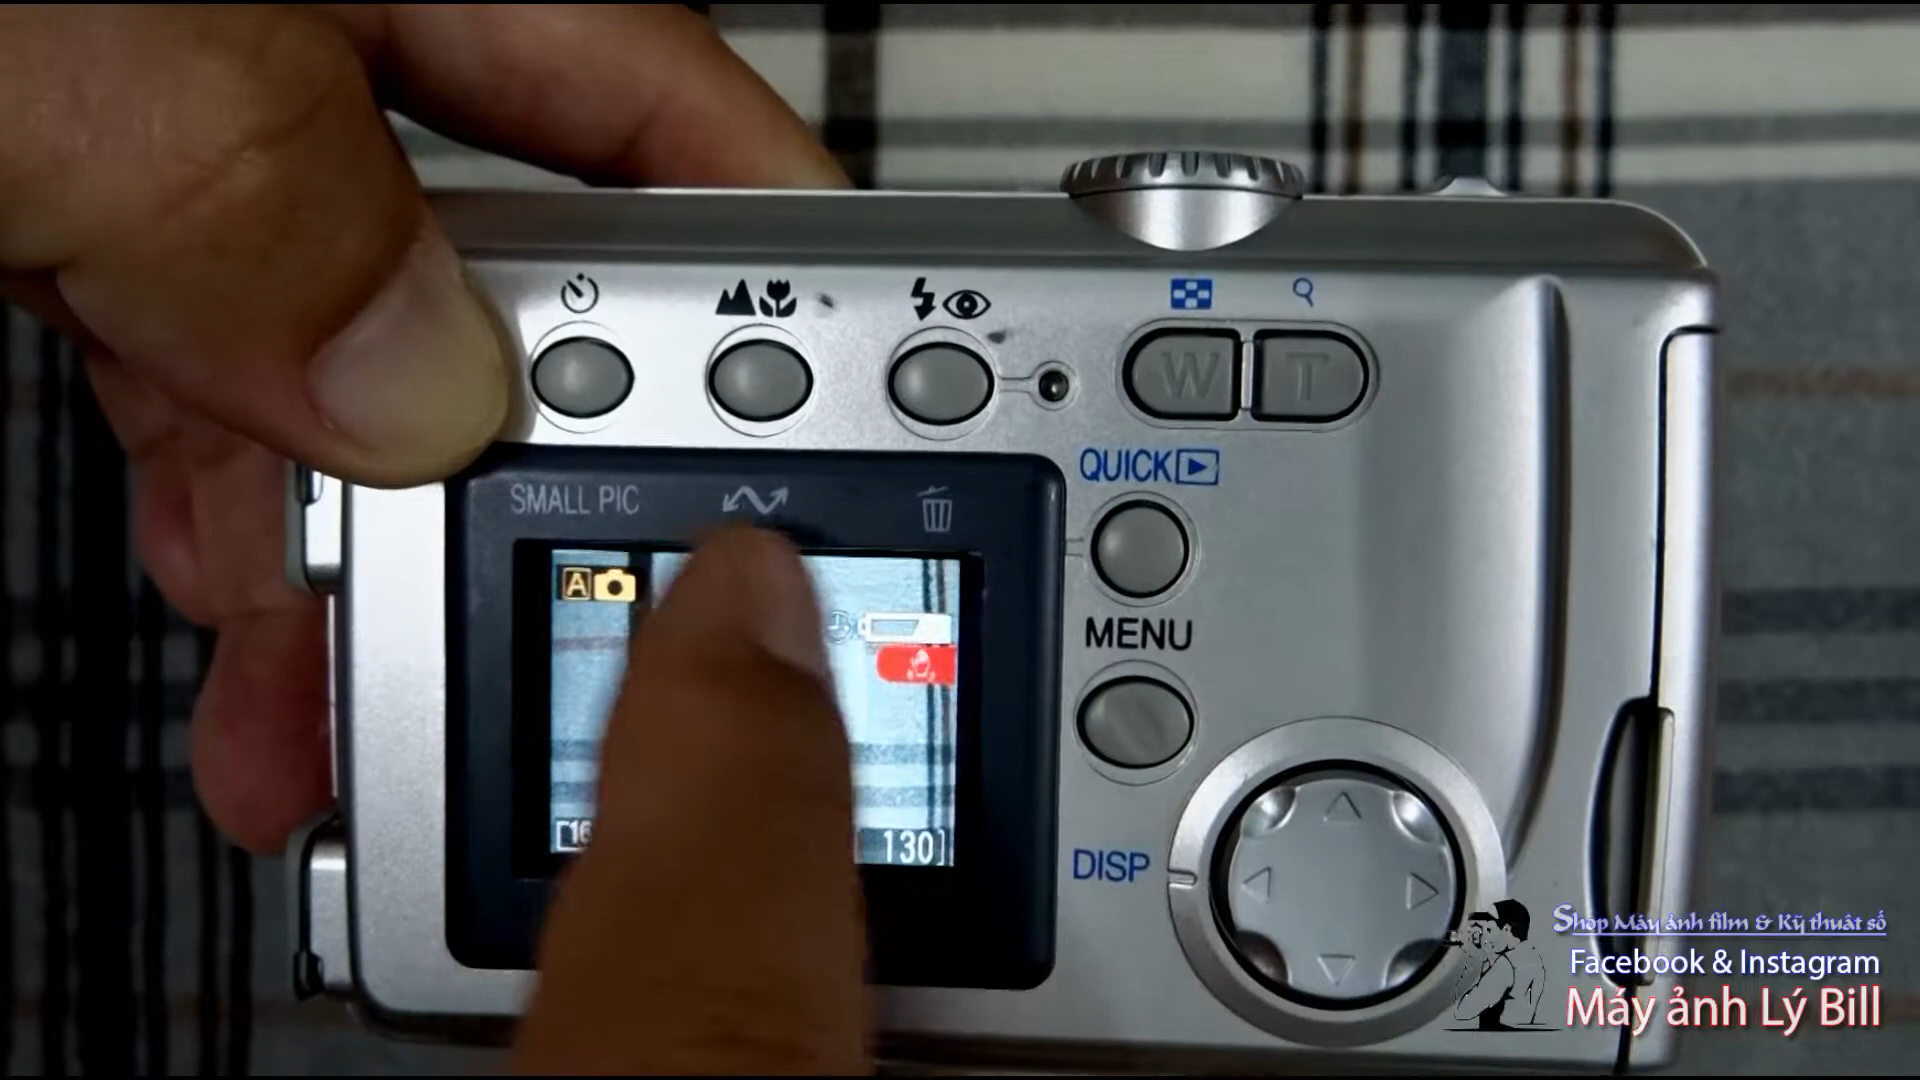 W T
QUICK
SMALL PIC
A
MENU
130
DISP
Shop Máy ảnh film & Kỹ thuật số
Facebook & Instagram
Máy ảnh Lý Bill